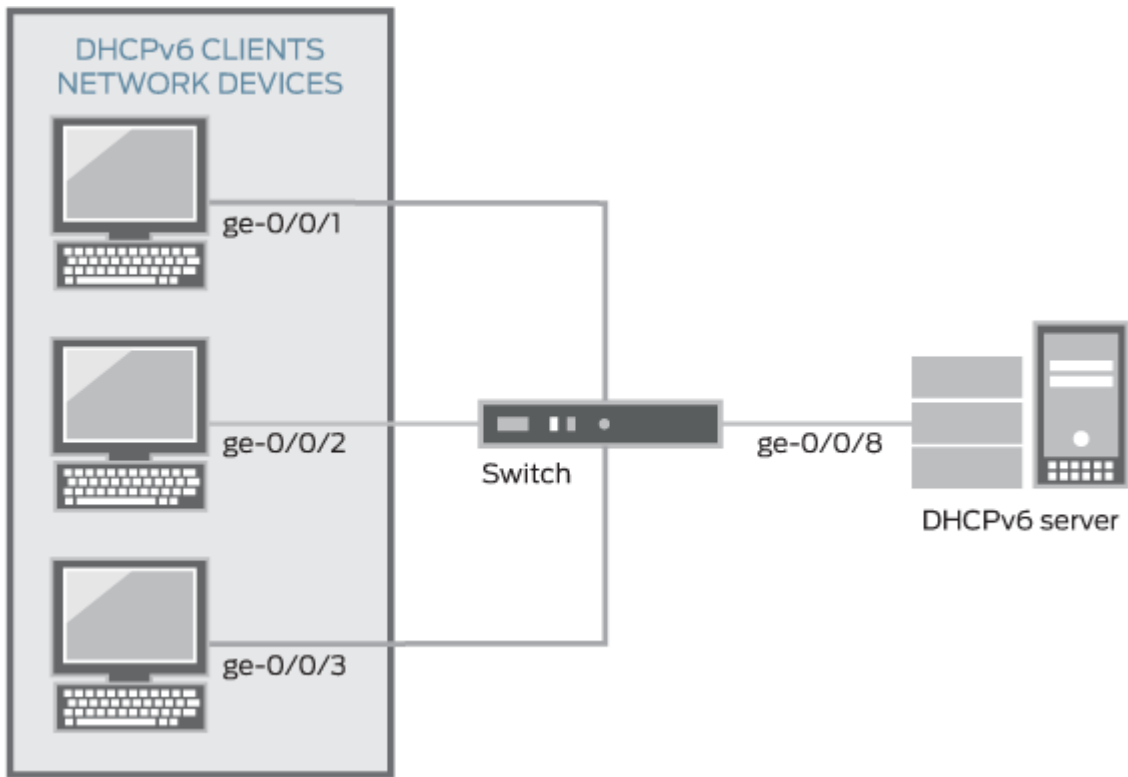 DHCPv6 CLIENTS
NETWORK DEVICES
ge-0/0/1
ge-0/0/2
ge-0/0/3
Switch
ge-0/0/8
DHCPv6 server